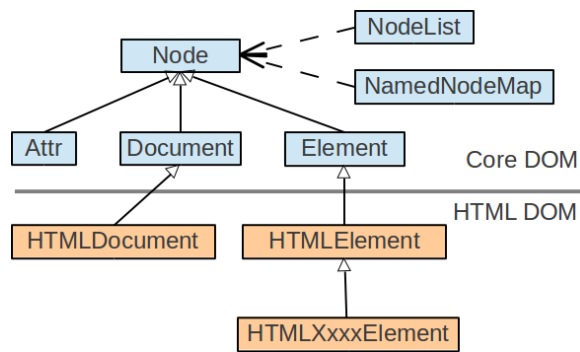 NodeList
Node
NamedNodeMap
Attr
Document
Element
Core DOM
HTML DOM
HTMLDocument
HTMLElement
HTMLXxxxElement